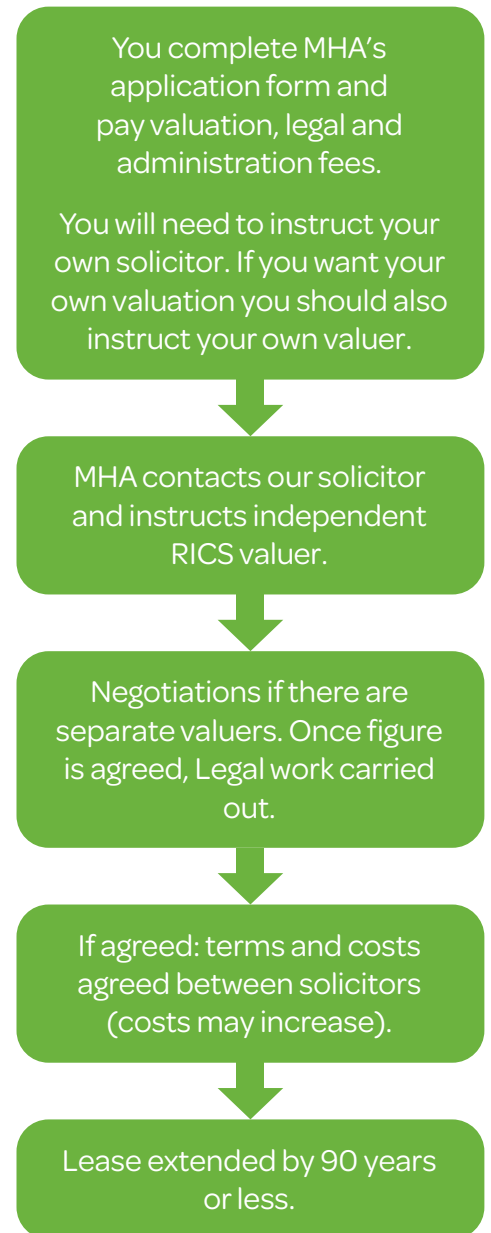 You complete MHA’s
application form and
pay valuation, legal and
administration fees.
You will need to instruct your
own solicitor. If you want your
own valuation you should also
instruct your own valuer.
MHA contacts our solicitor
and instructs independent
RICS valuer.
Negotiations if there are
separate valuers. Once figure
is agreed, Legal work carried
out.
If agreed: terms and costs
agreed between solicitors
(costs may increase).
Lease extended by 90 years
or less.